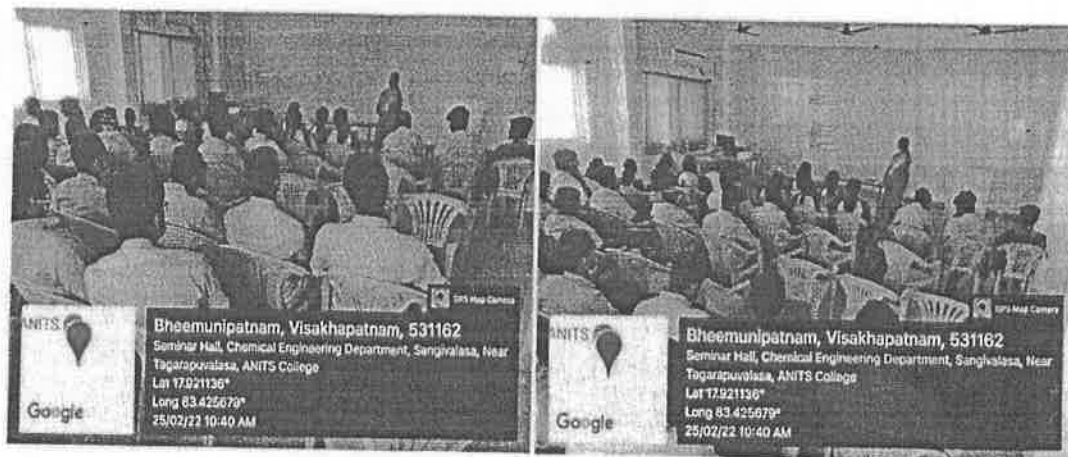 GPS Map Camera
ANITS
Bheemunipatnam, Visakhapatnam, 531162
Seminar Hall, Chemical Engineering Department, Sangivalasa, Near
Tagarapuvalasa, ANITS College
Lat 17.921136°
Long 83.425679°
25/02/22 10:40 AM
Google
GPS Map Camera
ANITS
Bheemunipatnam, Visakhapatnam, 531162
Seminar Hall, Chemical Engineering Department, Sangivalasa, Near
Tagarapuvalasa, ANITS College
Lat 17.921136°
Long 83.425679°
25/02/22 10:40 AM
Google